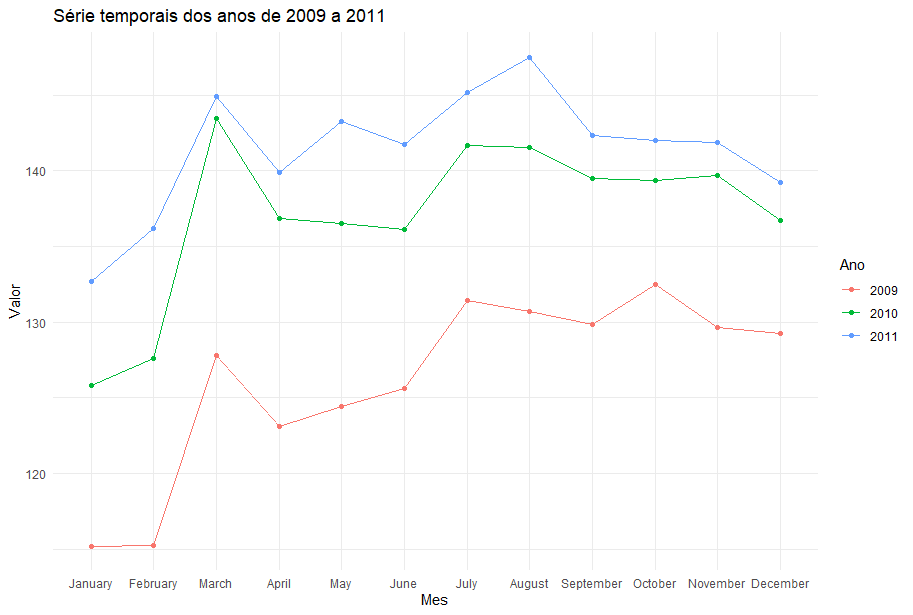 Série temporais dos anos de 2009 a 2011
Valor
140
130
120
January February March April May June July August September October November December
Mes
Ano
2009
2010
2011